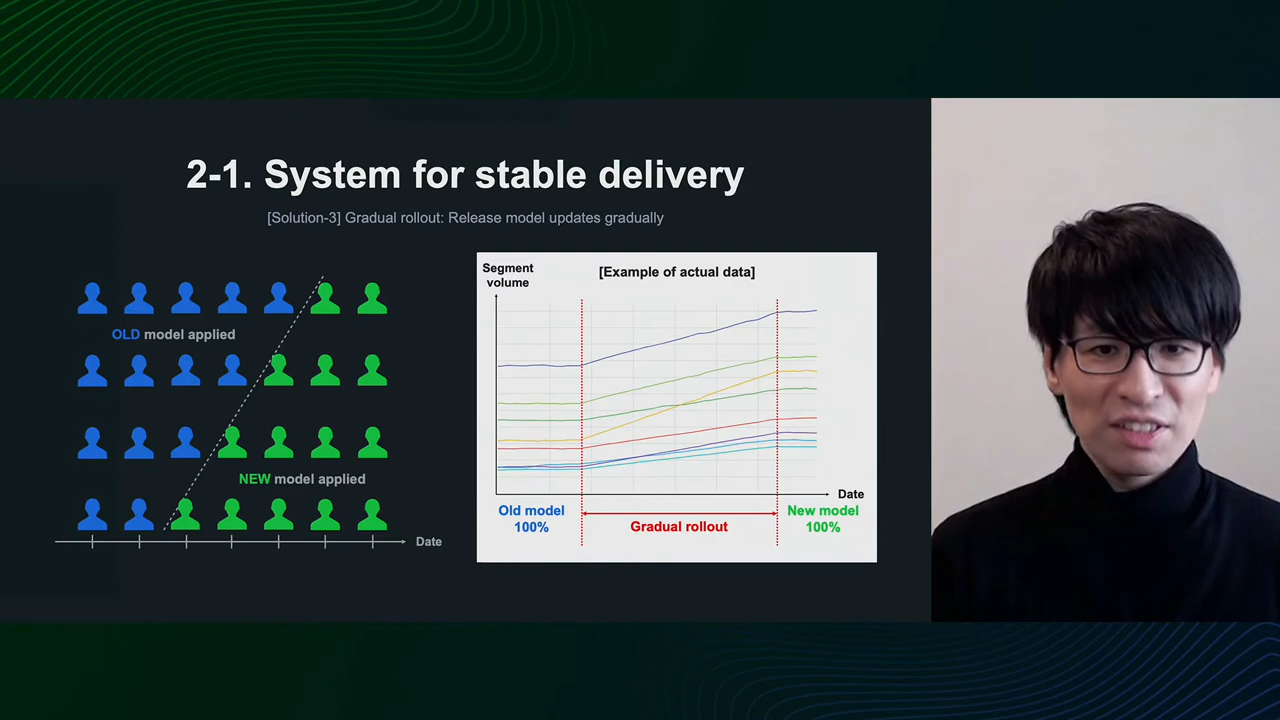 2-1. System for stable delivery
[Solution-3] Gradual rollout: Release model updates gradually
OLD model applied
NEW model applied
Date
Segment
volume
[Example of actual data]
Date
Old model
100%
Gradual rollout
New model
100%